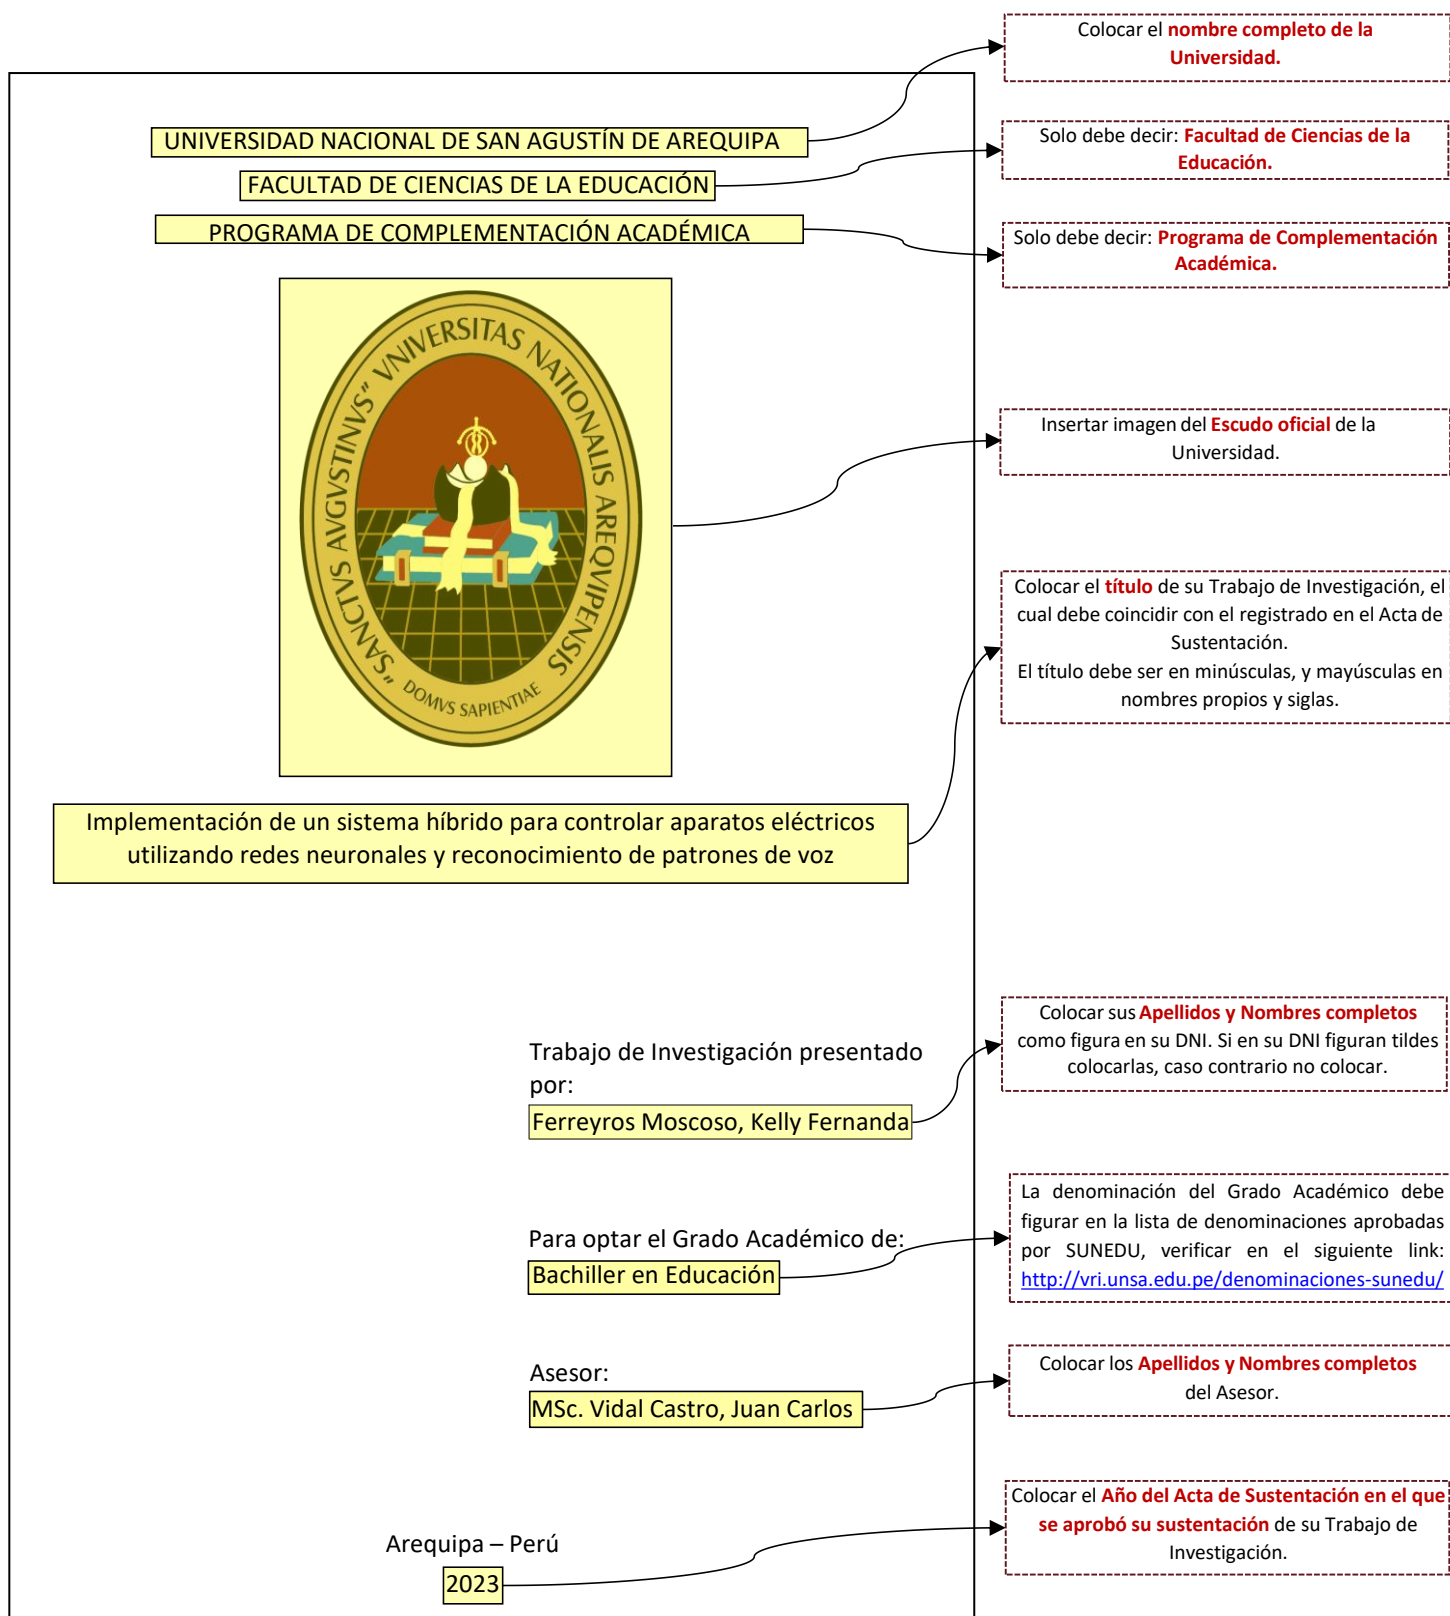 Colocar el nombre completo de la
Universidad.
UNIVERSIDAD NACIONAL DE SAN AGUSTÍN DE AREQUIPA
Solo debe decir: Facultad de Ciencias de la
Educación.
FACULTAD DE CIENCIAS DE LA EDUCACIÓN
PROGRAMA DE COMPLEMENTACIÓN ACADÉMICA
Solo debe decir: Programa de Complementación
Académica.
"SANCTVS AVGVSTINVS" VNIVERSITAS NATIONALIS AREQVIPENSIS
DOMVS SAPIENTIAE
Insertar imagen del Escudo oficial de la
Universidad.
Colocar el título de su Trabajo de Investigación, el
cual debe coincidir con el registrado en el Acta de
Sustentación.
El título debe ser en minúsculas, y mayúsculas en
nombres propios y siglas.
Implementación de un sistema híbrido para controlar aparatos eléctricos
utilizando redes neuronales y reconocimiento de patrones de voz
Colocar sus Apellidos y Nombres completos
como figura en su DNI. Si en su DNI figuran tildes
colocarlas, caso contrario no colocar.
Trabajo de Investigación presentado
por:
Ferreyros Moscoso, Kelly Fernanda
La denominación del Grado Académico debe
figurar en la lista de denominaciones aprobadas
por SUNEDU, verificar en el siguiente link:
http://vri.unsa.edu.pe/denominaciones-sunedu/
Para optar el Grado Académico de:
Bachiller en Educación
Colocar los Apellidos y Nombres completos
del Asesor.
Asesor:
MSc. Vidal Castro, Juan Carlos
Colocar el Año del Acta de Sustentación en el que
se aprobó su sustentación de su Trabajo de
Investigación.
Arequipa – Perú
2023